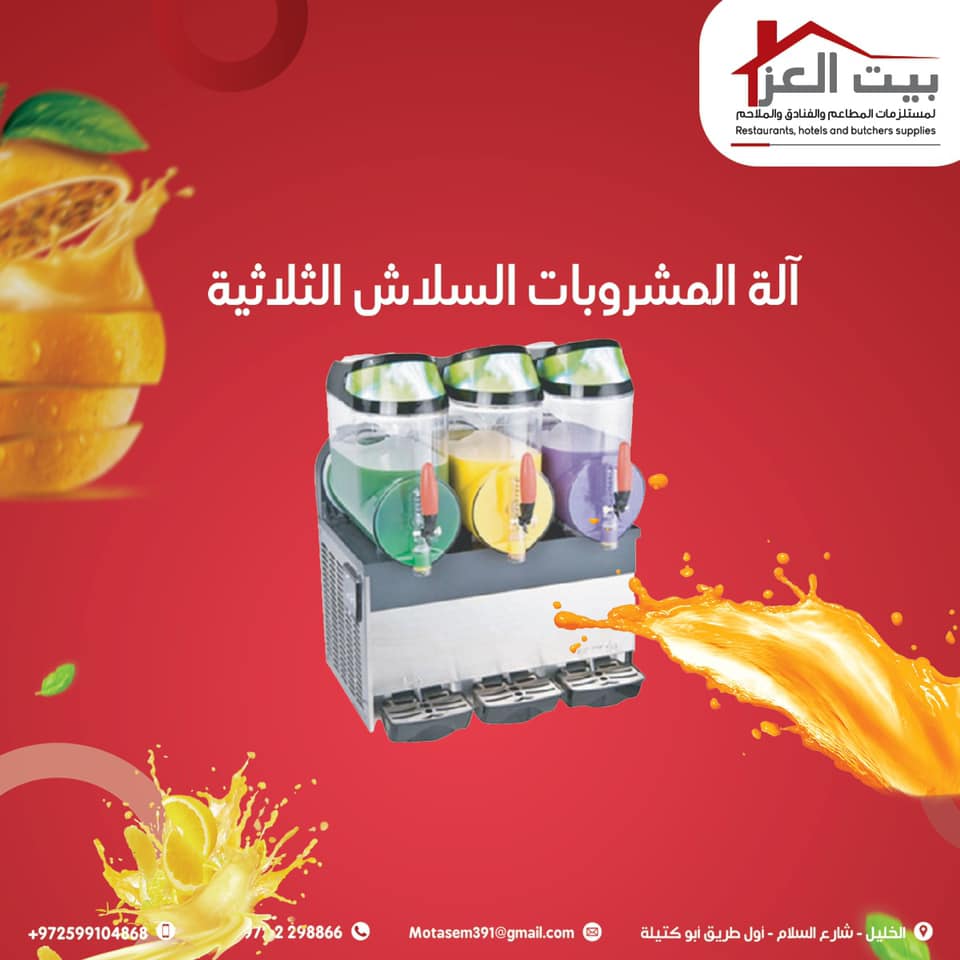 بيت العز
لمستلزمات المطاعم والفنادق والملاحم
Restaurants, hotels and butchers supplies
آلة المشروبات السلاش الثلاثية
الخليل - شارع السلام - أول طريق أبو كتيلة
Motasem391@gmail.com
2 298866
+972599104868